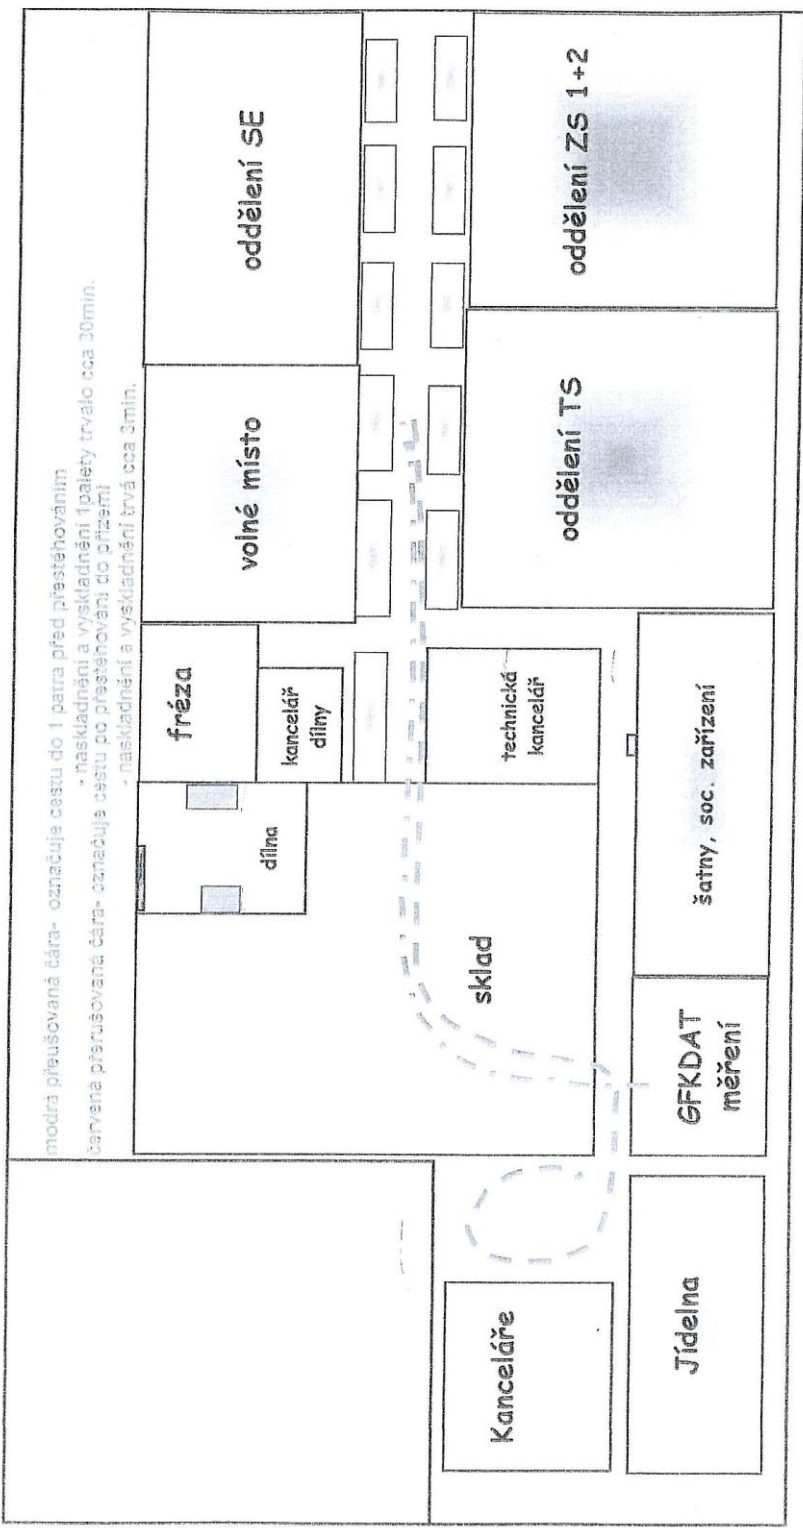 modrá přeušovaná čára- označuje cestu do 1 patra před přestěhováním
- naskladnění a vyskladnění 1palety trvalo cca 30min.
červená přerušovaná čára- označuje cestu po přestěhování do přízemí
- naskladnění a vyskladnění trvá cca 3min.
fréza
volné místo
oddělení SE
kancelář
dílny
dílna
sklad
technická
kancelář
oddělení TS
oddělení ZS 1+2
Kanceláře
Jídelna
GFKDAT
měření
šatny, soc. zařízení